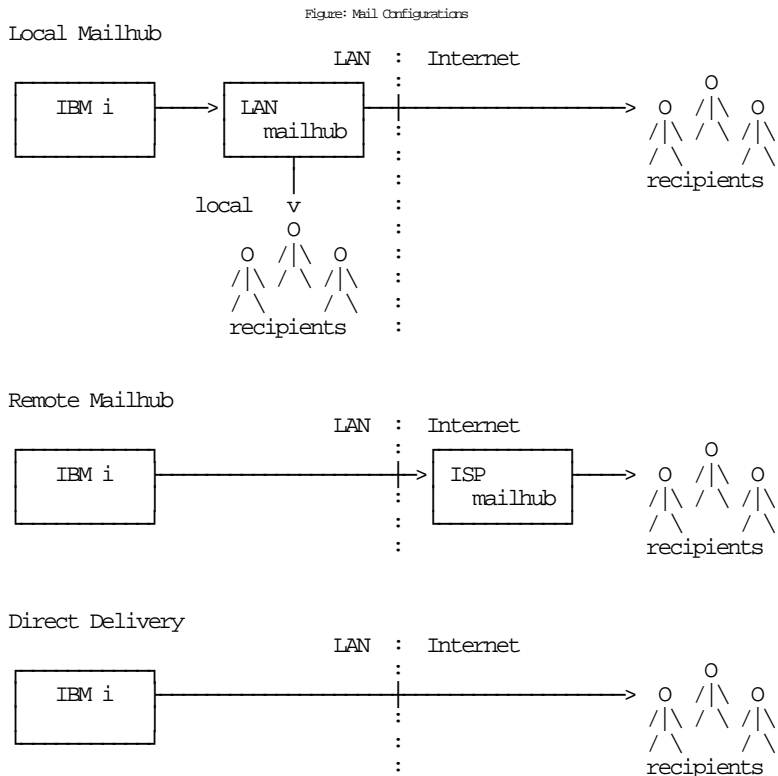 Figure: Mail Configurations
Local Mailhub
LAN : Internet
IBM i
LAN
mailhub
recipients
local
recipients
Remote Mailhub
LAN : Internet
IBM i
ISP
mailhub
recipients
Direct Delivery
LAN : Internet
IBM i
recipients